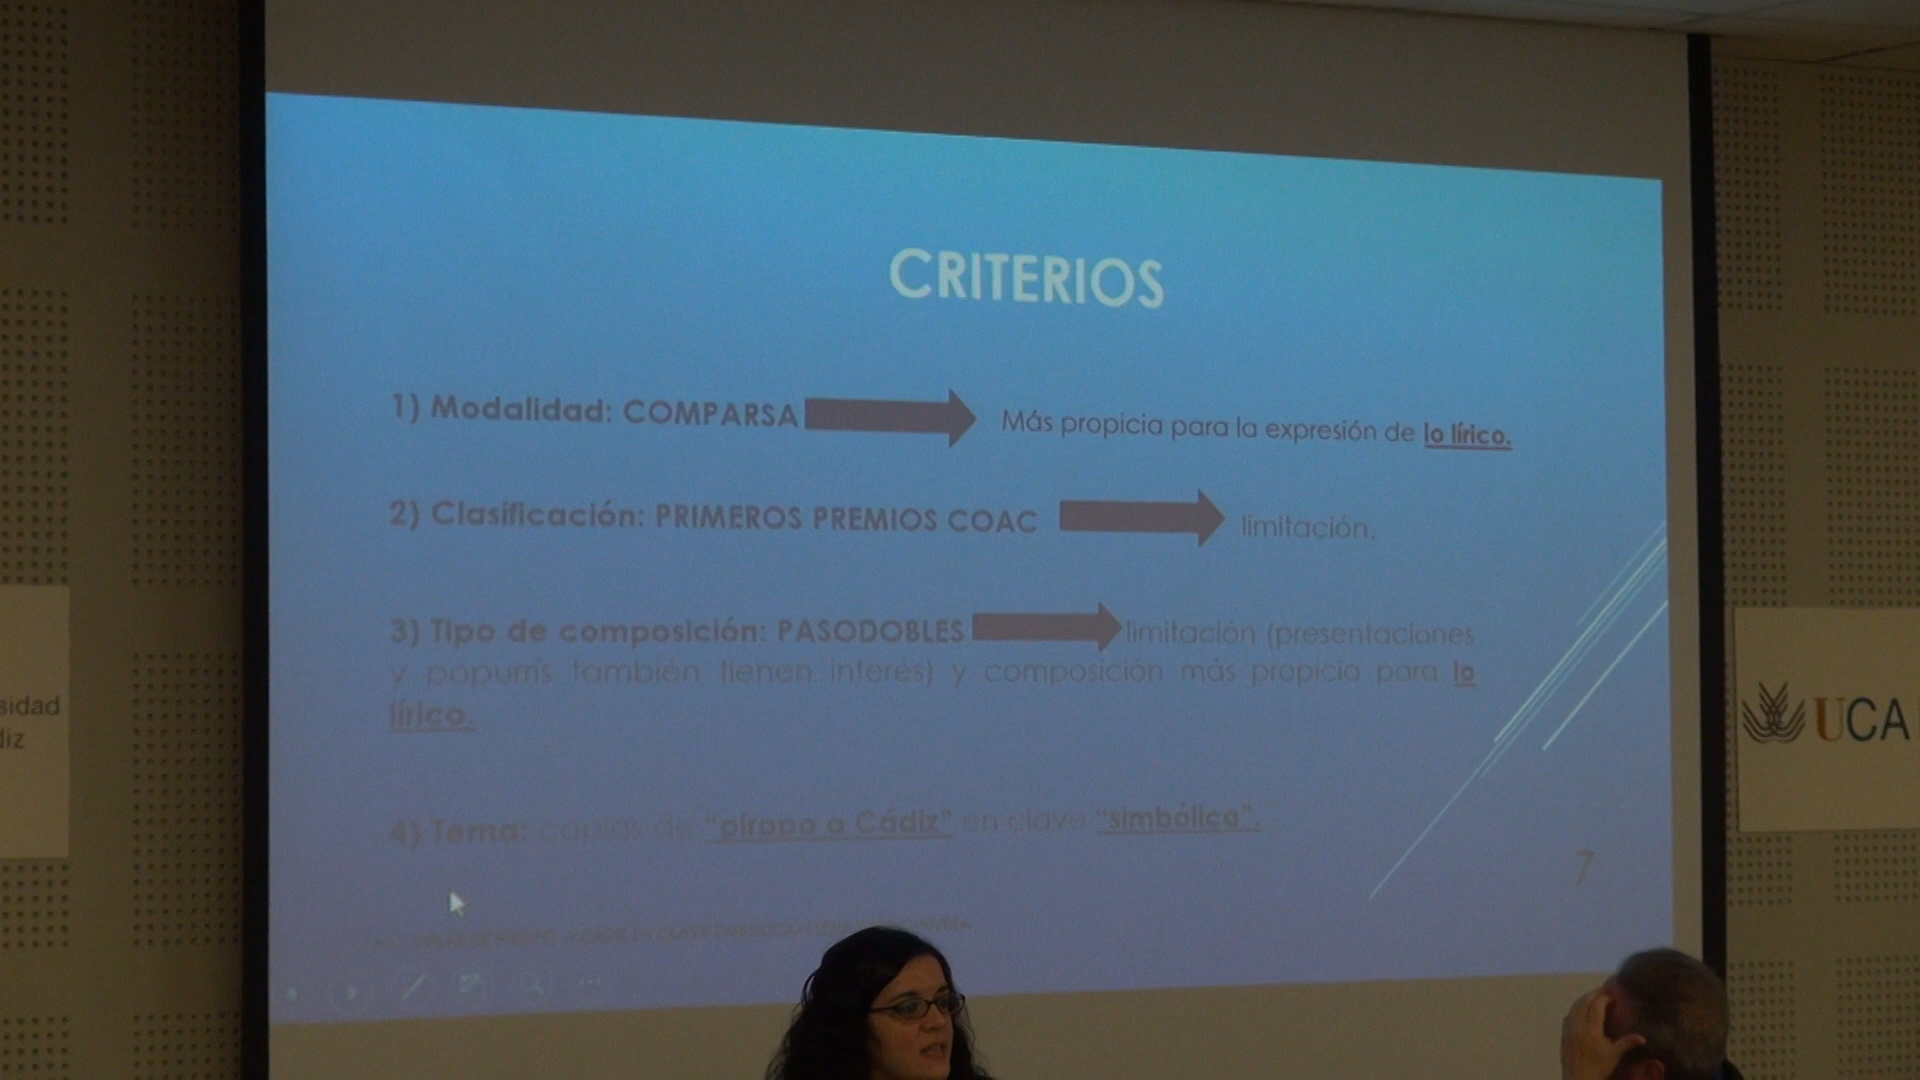 CRITERIOS
1) Modalidad: COMPARSA Más propicia para la expresión de lo lírico.
2) Clasificación: PRIMEROS PREMIOS COAC limitación.
3) Tipo de composición: PASODOBLES limitación (presentaciones
y popurrís también tienen interés) y composición más propicia para lo
lírico.
4) Tema: coplas de "piropo a Cádiz" en clave "simbólica".
7
sidad
diz
UCA